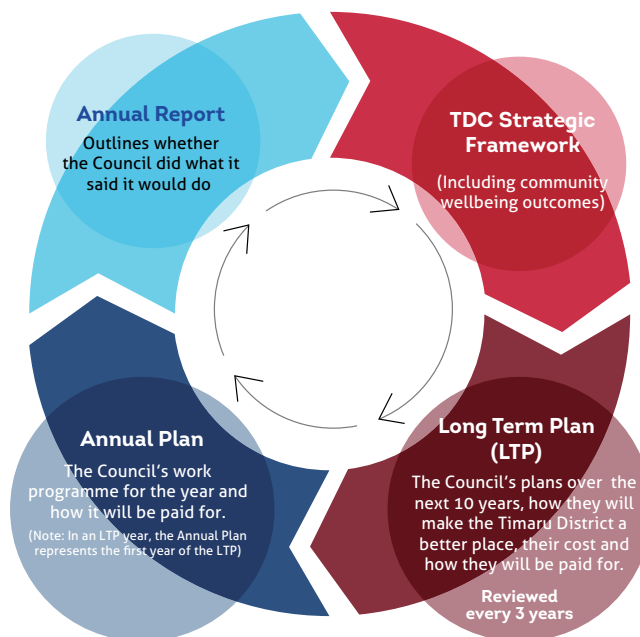 Annual Report
Outlines whether
the Council did what it
said it would do
TDC Strategic
Framework
(Including community
wellbeing outcomes)
Long Term Plan
(LTP)
The Council's plans over the
next 10 years, how they will
make the Timaru District a
better place, their cost and
how they will be paid for.
Reviewed
every 3 years
Annual Plan
The Council's work
programme for the year and
how it will be paid for.
(Note: In an LTP year, the Annual Plan
represents the first year of the LTP)